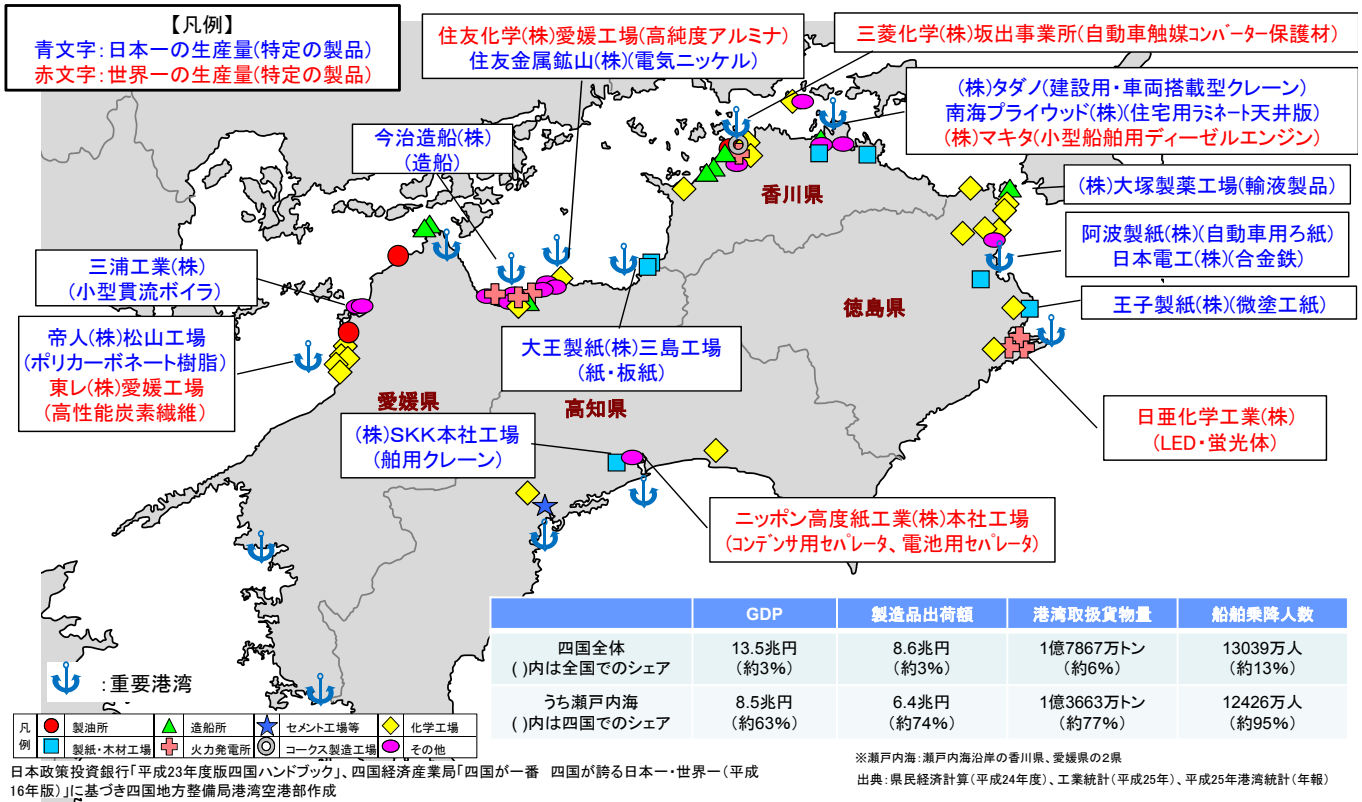 【凡例】
青文字：日本一の生産量(特定の製品)
赤文字：世界一の生産量(特定の製品)
住友化学(株)愛媛工場(高純度アルミナ)
住友金属鉱山(株)(電気ニッケル)
三菱化学(株)坂出事業所(自動車触媒コンバーター保護材)
(株)タダノ(建設用・車両搭載型クレーン)
南海プライウッド(株)(住宅用ラミネート天井版)
(株)マキタ(小型船舶用ディーゼルエンジン)
今治造船(株)
(造船)
香川県
(株)大塚製薬工場(輸液製品)
阿波製紙(株)(自動車用ろ紙)
日本電工(株)(合金鉄)
三浦工業(株)
(小型貫流ボイラ)
徳島県
王子製紙(株)(微塗工紙)
帝人(株)松山工場
(ポリカーボネート樹脂)
東レ(株)愛媛工場
(高性能炭素繊維)
大王製紙(株)三島工場
(紙・板紙)
愛媛県
高知県
日亜化学工業(株)
(LED・蛍光体)
(株)SKK本社工場
(舶用クレーン)
ニッポン高度紙工業(株)本社工場
(コンデンサ用セパレータ、電池用セパレータ)
GDP 製造品出荷額 港湾取扱貨物量 船舶乗降人数
四国全体 13.5兆円 8.6兆円 1億7867万トン 13039万人
( )内は全国でのシェア (約3%) (約3%) (約6%) (約13%)
うち瀬戸内海 8.5兆円 6.4兆円 1億3663万トン 12426万人
( )内は四国でのシェア (約63%) (約74%) (約77%) (約95%)
：重要港湾
凡例 製油所 造船所 セメント工場等 化学工場
製紙・木材工場 火力発電所 コークス製造工場 その他
※瀬戸内海：瀬戸内海沿岸の香川県、愛媛県の2県
出典：県民経済計算(平成24年度)、工業統計(平成25年)、平成25年港湾統計(年報)
日本政策投資銀行「平成23年度版四国ハンドブック」、四国経済産業局「四国が一番 四国が誇る日本一・世界一(平成
16年版)」に基づき四国地方整備局港湾空港部作成